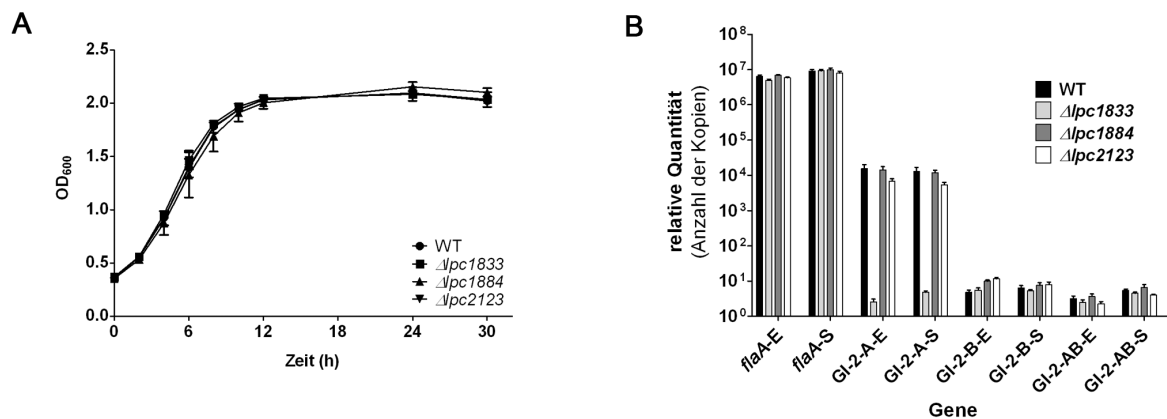 A
2.5
2.0
1.5
1.0
0.5
0.0
OD600
0 6 12 18 24 30
Zeit (h)
WT
Δlpc1833
Δlpc1884
Δlpc2123
B
10^8
10^7
10^6
10^5
10^4
10^3
10^2
10^1
10^0
relative Quantität
(Anzahl der Kopien)
WT
Δlpc1833
Δlpc1884
Δlpc2123
flaA-E
flaA-S
GI-2-A-E
GI-2-A-S
GI-2-B-E
GI-2-B-S
GI-2-AB-E
GI-2-AB-S
Gene